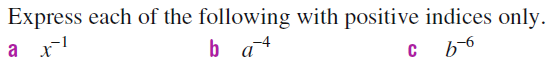 Express each of the following with positive indices only.
a x⁻¹ b a⁻⁴ c b⁻⁶